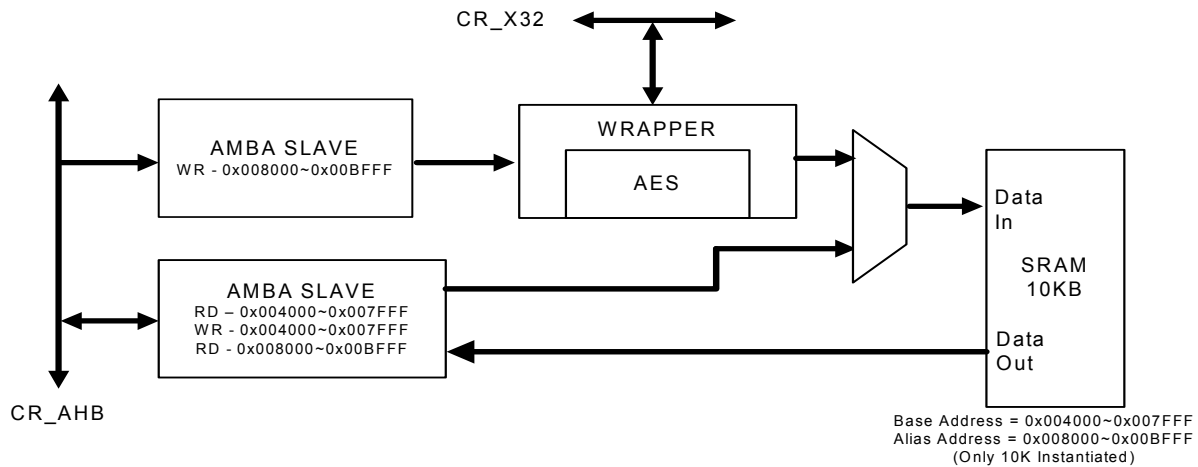 CR_X32
AMBA SLAVE
WR - 0x008000~0x00BFFF
WRAPPER
AES
Data
In
SRAM
10KB
AMBA SLAVE
RD – 0x004000~0x007FFF
WR - 0x004000~0x007FFF
RD - 0x008000~0x00BFFF
Data
Out
CR_AHB
Base Address = 0x004000~0x007FFF
Alias Address = 0x008000~0x00BFFF
(Only 10K Instantiated)